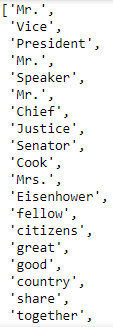 ['Mr.',
'Vice',
'President',
'Mr.',
'Speaker',
'Mr.',
'Chief',
'Justice',
'Senator',
'Cook',
'Mrs.',
'Eisenhower',
'fellow',
'citizens',
'great',
'good',
'country',
'share',
'together',